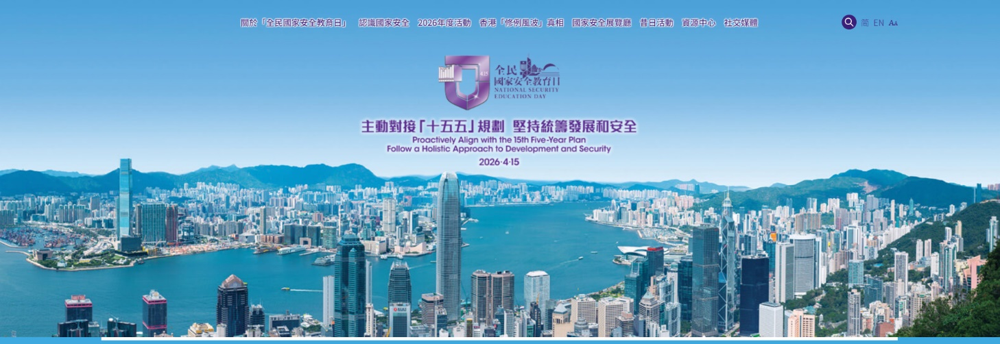 關於「全民國家安全教育日」 認識國家安全 2026年度活動 香港「修例風波」真相 國家安全展覽廳 昔日活動 資源中心 社交媒體 简 EN AA
4.15
全民
國家安全教育日
NATIONAL SECURITY
EDUCATION DAY
主動對接「十五五」規劃 堅持統籌發展和安全
Proactively Align with the 15th Five-Year Plan
Follow a Holistic Approach to Development and Security
2026·4·15